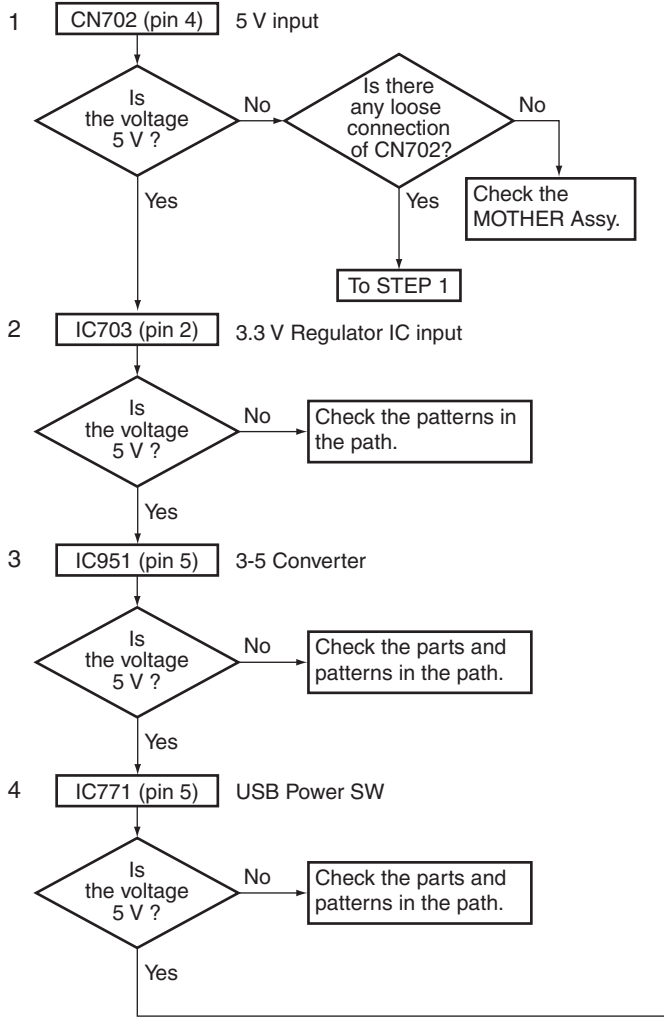 1
CN702 (pin 4)
5 V input
Is
the voltage
5 V ?
No
Is there
any loose
connection
of CN702?
No
Check the
MOTHER Assy.
Yes
To STEP 1
Yes
2
IC703 (pin 2)
3.3 V Regulator IC input
Is
the voltage
5 V ?
No
Check the patterns in
the path.
Yes
3
IC951 (pin 5)
3-5 Converter
Is
the voltage
5 V ?
No
Check the parts and
patterns in the path.
Yes
4
IC771 (pin 5)
USB Power SW
Is
the voltage
5 V ?
No
Check the parts and
patterns in the path.
Yes